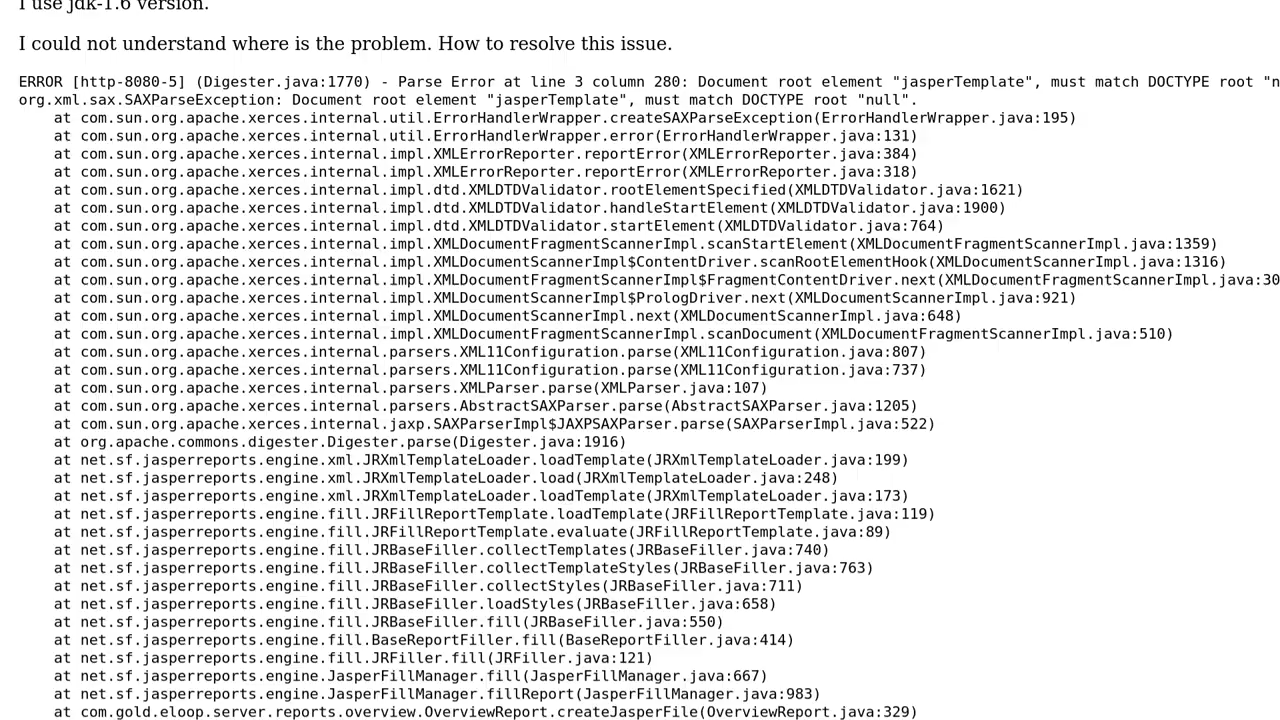 I use jdk-1.6 version.
I could not understand where is the problem. How to resolve this issue.
ERROR [http-8080-5] (Digester.java:1770) - Parse Error at line 3 column 280: Document root element "jasperTemplate", must match DOCTYPE root "n
org.xml.sax.SAXParseException: Document root element "jasperTemplate", must match DOCTYPE root "null".
at com.sun.org.apache.xerces.internal.util.ErrorHandlerWrapper.createSAXParseException(ErrorHandlerWrapper.java:195)
at com.sun.org.apache.xerces.internal.util.ErrorHandlerWrapper.error(ErrorHandlerWrapper.java:131)
at com.sun.org.apache.xerces.internal.impl.XMLErrorReporter.reportError(XMLErrorReporter.java:384)
at com.sun.org.apache.xerces.internal.impl.XMLErrorReporter.reportError(XMLErrorReporter.java:318)
at com.sun.org.apache.xerces.internal.impl.dtd.XMLDTDValidator.rootElementSpecified(XMLDTDValidator.java:1621)
at com.sun.org.apache.xerces.internal.impl.dtd.XMLDTDValidator.handleStartElement(XMLDTDValidator.java:1900)
at com.sun.org.apache.xerces.internal.impl.dtd.XMLDTDValidator.startElement(XMLDTDValidator.java:764)
at com.sun.org.apache.xerces.internal.impl.XMLDocumentFragmentScannerImpl.scanStartElement(XMLDocumentFragmentScannerImpl.java:1359)
at com.sun.org.apache.xerces.internal.impl.XMLDocumentScannerImpl$ContentDriver.scanRootElementHook(XMLDocumentScannerImpl.java:1316)
at com.sun.org.apache.xerces.internal.impl.XMLDocumentFragmentScannerImpl$FragmentContentDriver.next(XMLDocumentFragmentScannerImpl.java:30
at com.sun.org.apache.xerces.internal.impl.XMLDocumentScannerImpl$PrologDriver.next(XMLDocumentScannerImpl.java:921)
at com.sun.org.apache.xerces.internal.impl.XMLDocumentScannerImpl.next(XMLDocumentScannerImpl.java:648)
at com.sun.org.apache.xerces.internal.impl.XMLDocumentFragmentScannerImpl.scanDocument(XMLDocumentFragmentScannerImpl.java:510)
at com.sun.org.apache.xerces.internal.parsers.XML11Configuration.parse(XML11Configuration.java:807)
at com.sun.org.apache.xerces.internal.parsers.XML11Configuration.parse(XML11Configuration.java:737)
at com.sun.org.apache.xerces.internal.parsers.XMLParser.parse(XMLParser.java:107)
at com.sun.org.apache.xerces.internal.parsers.AbstractSAXParser.parse(AbstractSAXParser.java:1205)
at com.sun.org.apache.xerces.internal.jaxp.SAXParserImpl$JAXPSAXParser.parse(SAXParserImpl.java:522)
at org.apache.commons.digester.Digester.parse(Digester.java:1916)
at net.sf.jasperreports.engine.xml.JRXmlTemplateLoader.loadTemplate(JRXmlTemplateLoader.java:199)
at net.sf.jasperreports.engine.xml.JRXmlTemplateLoader.load(JRXmlTemplateLoader.java:248)
at net.sf.jasperreports.engine.xml.JRXmlTemplateLoader.loadTemplate(JRXmlTemplateLoader.java:173)
at net.sf.jasperreports.engine.fill.JRFillReportTemplate.loadTemplate(JRFillReportTemplate.java:119)
at net.sf.jasperreports.engine.fill.JRFillReportTemplate.evaluate(JRFillReportTemplate.java:89)
at net.sf.jasperreports.engine.fill.JRBaseFiller.collectTemplates(JRBaseFiller.java:740)
at net.sf.jasperreports.engine.fill.JRBaseFiller.collectTemplateStyles(JRBaseFiller.java:763)
at net.sf.jasperreports.engine.fill.JRBaseFiller.collectStyles(JRBaseFiller.java:711)
at net.sf.jasperreports.engine.fill.JRBaseFiller.loadStyles(JRBaseFiller.java:658)
at net.sf.jasperreports.engine.fill.JRBaseFiller.fill(JRBaseFiller.java:550)
at net.sf.jasperreports.engine.fill.BaseReportFiller.fill(BaseReportFiller.java:414)
at net.sf.jasperreports.engine.fill.JRFiller.fill(JRFiller.java:121)
at net.sf.jasperreports.engine.JasperFillManager.fill(JasperFillManager.java:667)
at net.sf.jasperreports.engine.JasperFillManager.fillReport(JasperFillManager.java:983)
at com.gold.eloop.server.reports.overview.OverviewReport.createJasperFile(OverviewReport.java:329)